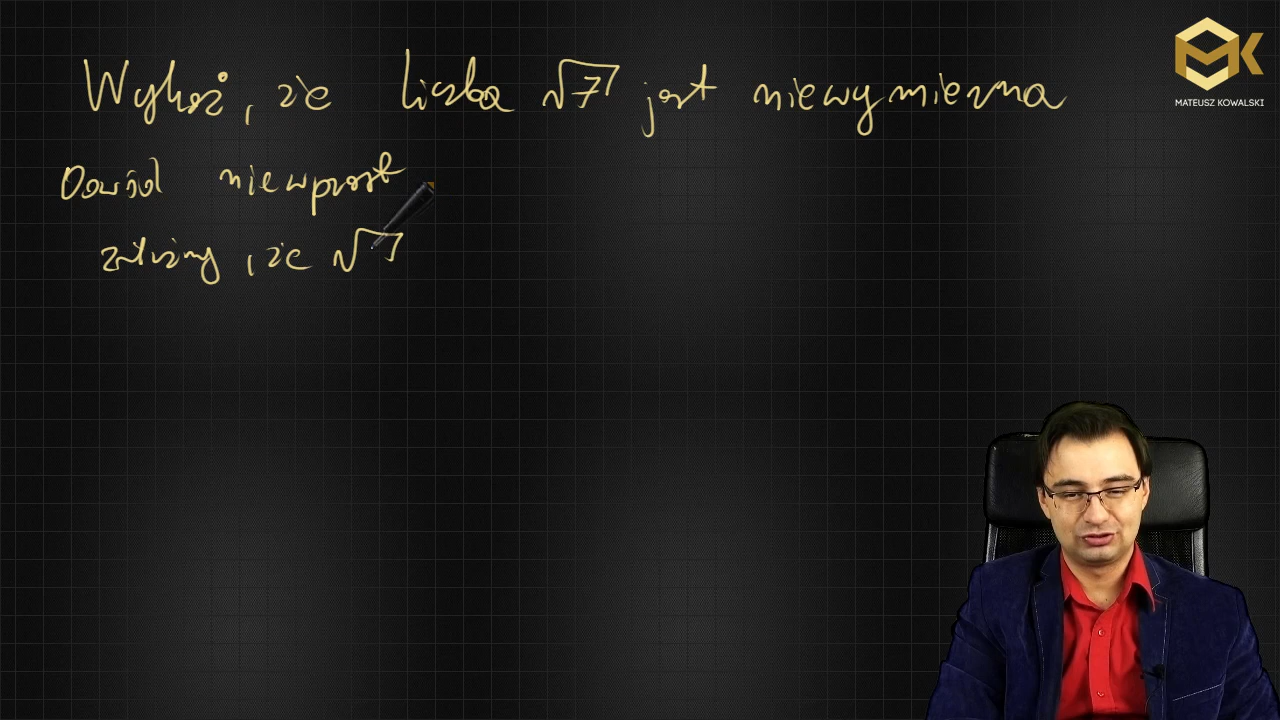 Wykaż, że liczba √7 jest niewymierna
MATEUSZ KOWALSKI
Dowód niewprost
załóżmy, że √7